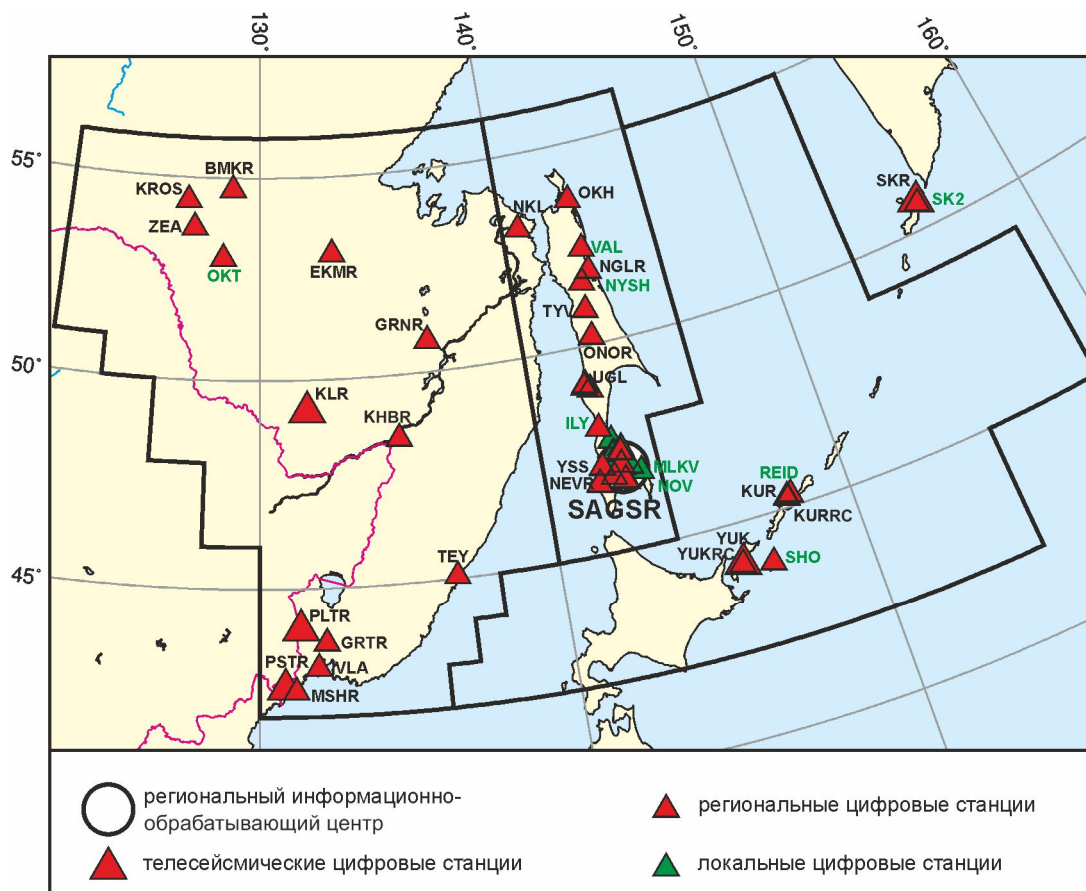 130°
140°
150°
160°
55°
50°
45°
BMKR
KROS
ZEA
OKT
EKMR
GRNR
KLR
KHBR
NKL
OKH
VAL
NGLR
NYSH
TYV
ONOR
UGL
ILY
YSS
MLKV
NEVR
NOV
SAGSR
SKR
SK2
REID
KUR
KURRC
YUK
YUKRC
SHO
TEY
PLTR
GRTR
PSTR
VLA
MSHR
региональный информационно-
обрабатывающий центр
телесейсмические цифровые станции
региональные цифровые станции
локальные цифровые станции